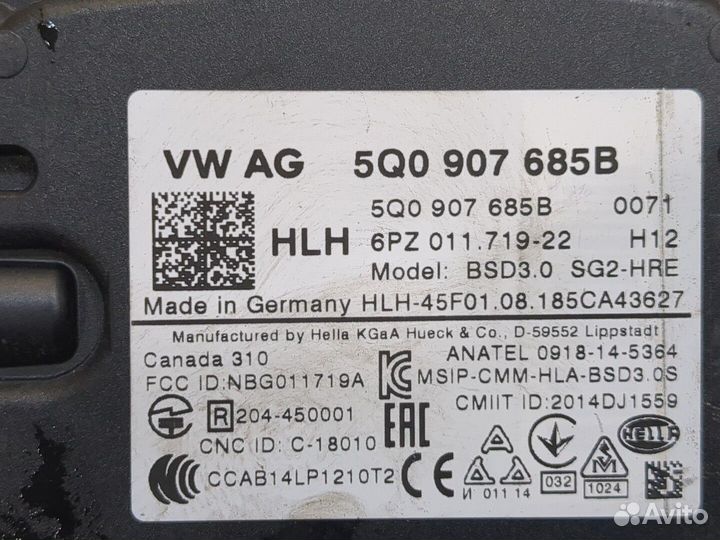 VW AG 5Q0 907 685B
5Q0 907 685B 0071
HLH 6PZ 011.719-22 H12
Model: BSD3.0 SG2-HRE
Made in Germany HLH-45F01.08.185CA43627
Manufactured by Hella KGaA Hueck & Co., D-59552 Lippstadt
Canada 310 ANATEL 0918-14-5364
FCC ID:NBG011719A MSIP-CMM-HLA-BSD3.0S
R 204-450001 EAC CMIIT ID:2014DJ1559
CNC ID: C-18010 HELLA
CCAB14LP1210T2 CE И 011 14 032 1024
Avito